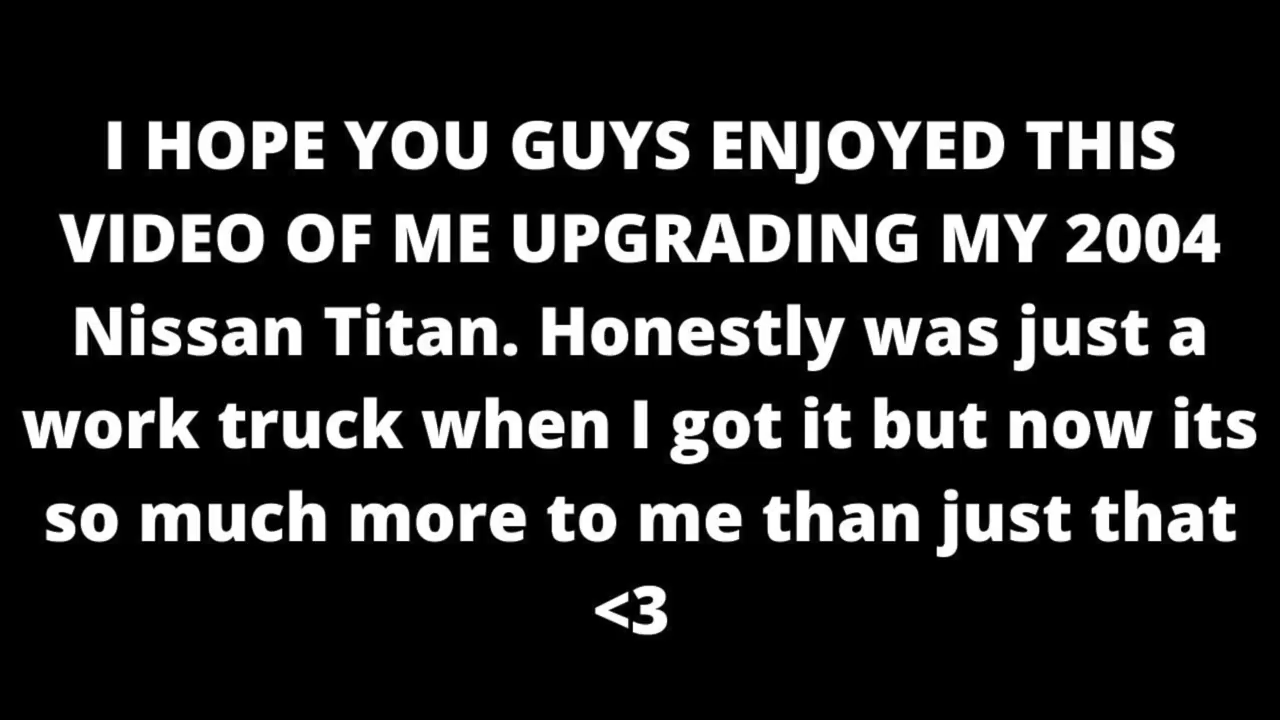 I HOPE YOU GUYS ENJOYED THIS
VIDEO OF ME UPGRADING MY 2004
Nissan Titan. Honestly was just a
work truck when I got it but now its
so much more to me than just that
<3